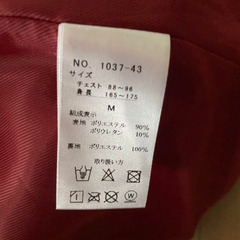 NO. 1037-43
サイズ
チェスト 88～96
身長 165～175
M
組成表示
表地 ポリエステル 90%
ポリウレタン 10%
裏地 ポリエステル 100%
取り扱い方